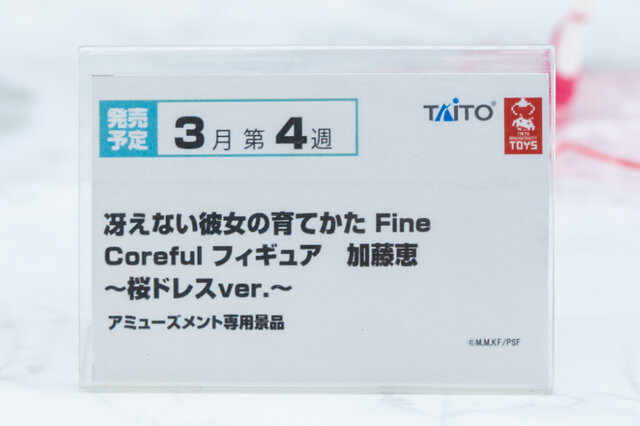 発売
予定
3月 第4週
TAITO®
TOYS
冴えない彼女の育てかた Fine
Coreful フィギュア 加藤恵
～桜ドレスver.～
アミューズメント専用景品
©M,M,KF/PSF